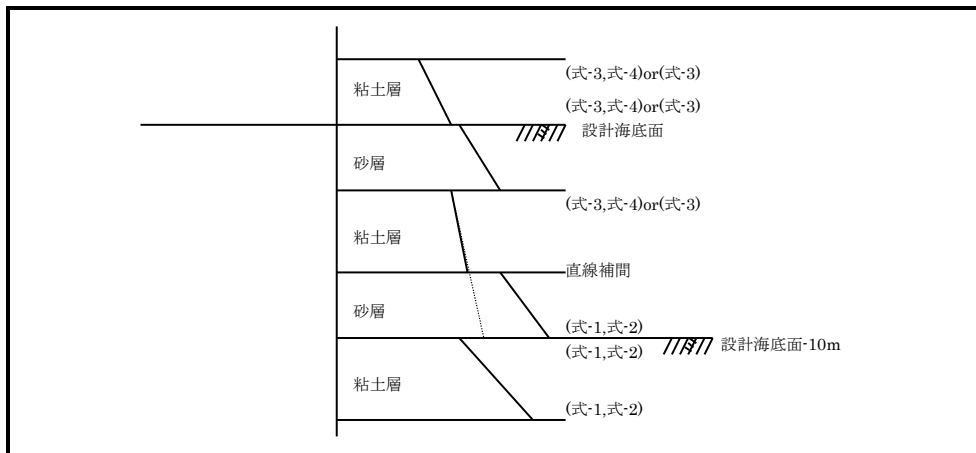 (式-3,式-4)or(式-3)
粘土層
(式-3,式-4)or(式-3)
設計海底面
砂層
(式-3,式-4)or(式-3)
粘土層
直線補間
砂層
(式-1,式-2)
設計海底面-10m
(式-1,式-2)
粘土層
(式-1,式-2)